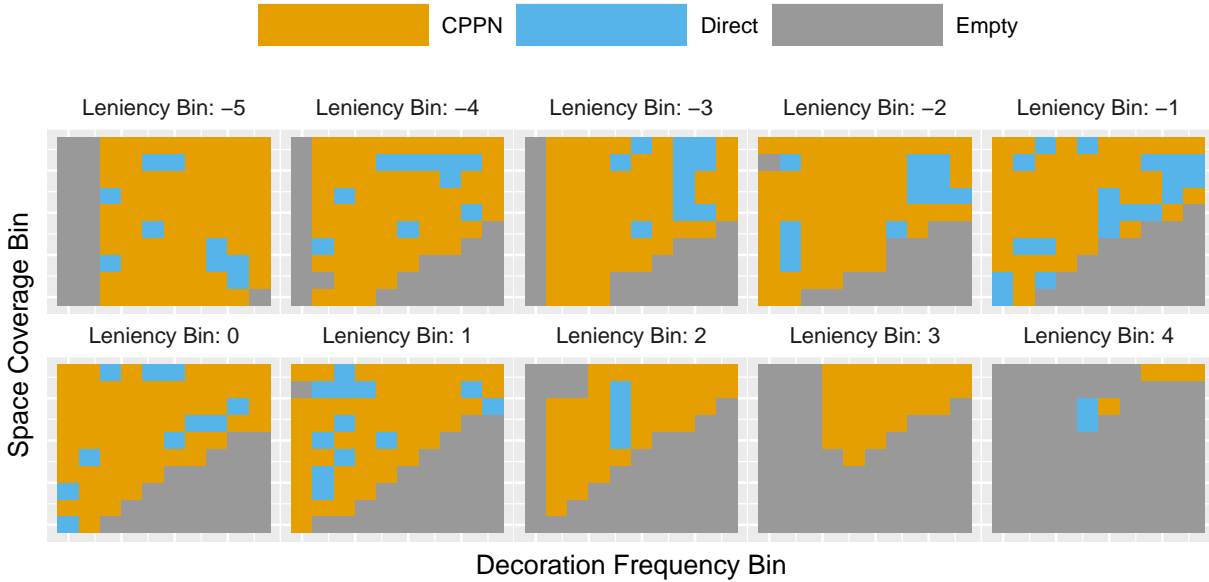 CPPN Direct Empty
Leniency Bin: −5 Leniency Bin: −4 Leniency Bin: −3 Leniency Bin: −2 Leniency Bin: −1
Leniency Bin: 0 Leniency Bin: 1 Leniency Bin: 2 Leniency Bin: 3 Leniency Bin: 4
Space Coverage Bin
Decoration Frequency Bin